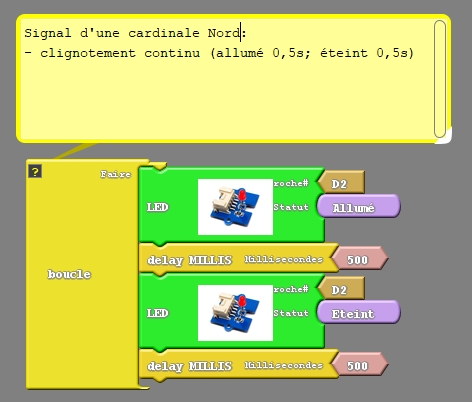 Signal d'une cardinale Nord:
- clignotement continu (allumé 0,5s; éteint 0,5s)
?
Faire
roche# D2
LED
Statut Allumé
delay MILLIS Millisecondes 500
boucle
roche# D2
LED
Statut Eteint
delay MILLIS Millisecondes 500